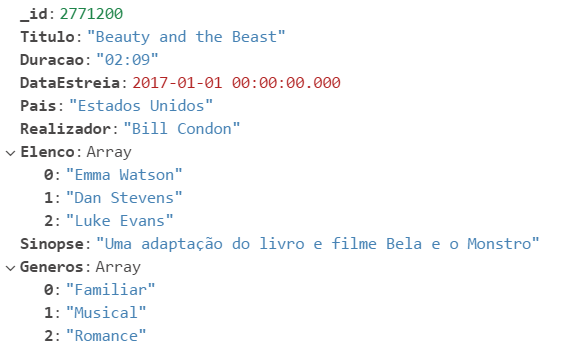 _id: 2771200
Titulo: "Beauty and the Beast"
Duracao: "02:09"
DataEstreia: 2017-01-01 00:00:00.000
Pais: "Estados Unidos"
Realizador: "Bill Condon"
Elenco: Array
0: "Emma Watson"
1: "Dan Stevens"
2: "Luke Evans"
Sinopse: "Uma adaptação do livro e filme Bela e o Monstro"
Generos: Array
0: "Familiar"
1: "Musical"
2: "Romance"